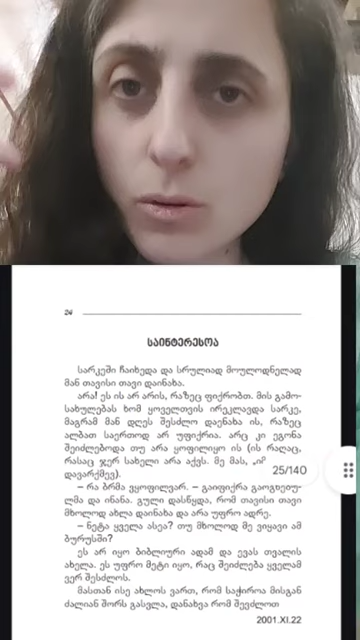 24
საინტერესოა
სარკეში ჩაიხედა და სრულიად მოულოდნელად
მან თავისი თავი დაინახა.
არა! ეს ის არ არის, რაზეც ფიქრობთ. მის გამო-
სახულებას ხომ ყოველთვის ირეკლავდა სარკე,
მაგრამ მან დღეს შესძლო დაენახა ის, რაზეც
ალბათ საერთოდ არ უფიქრია. არც კი ეგონა
შეიძლებოდა თუ არა ყოფილიყო ის (ის რაღაც,
რასაც ჯერ სახელი არა აქვს. მე მას,
დავარქმევ).
25/140
– რა ბრმა ვყოფილვარ. – გაიფიქრა გაოგნებუ-
ლმა და ინანა. გული დასწყდა, რომ თავისი თავი
მხოლოდ ახლა დაინახა და არა უფრო ადრე.
– ნეტა ყველა ასეა? თუ მხოლოდ მე ვიყავი ამ
ბურუსში?
ეს არ იყო ბიბლიური ადამ და ევას თვალის
ახელა. ეს უფრო მეტი იყო, რაც შეიძლება ყველამ
ვერ შესძლოს.
მასთან ისე ახლოს ვართ, რომ საჭიროა მისგან
ძალიან შორს გასვლა, დანახვა რომ შევძლოთ
2001.XI.22